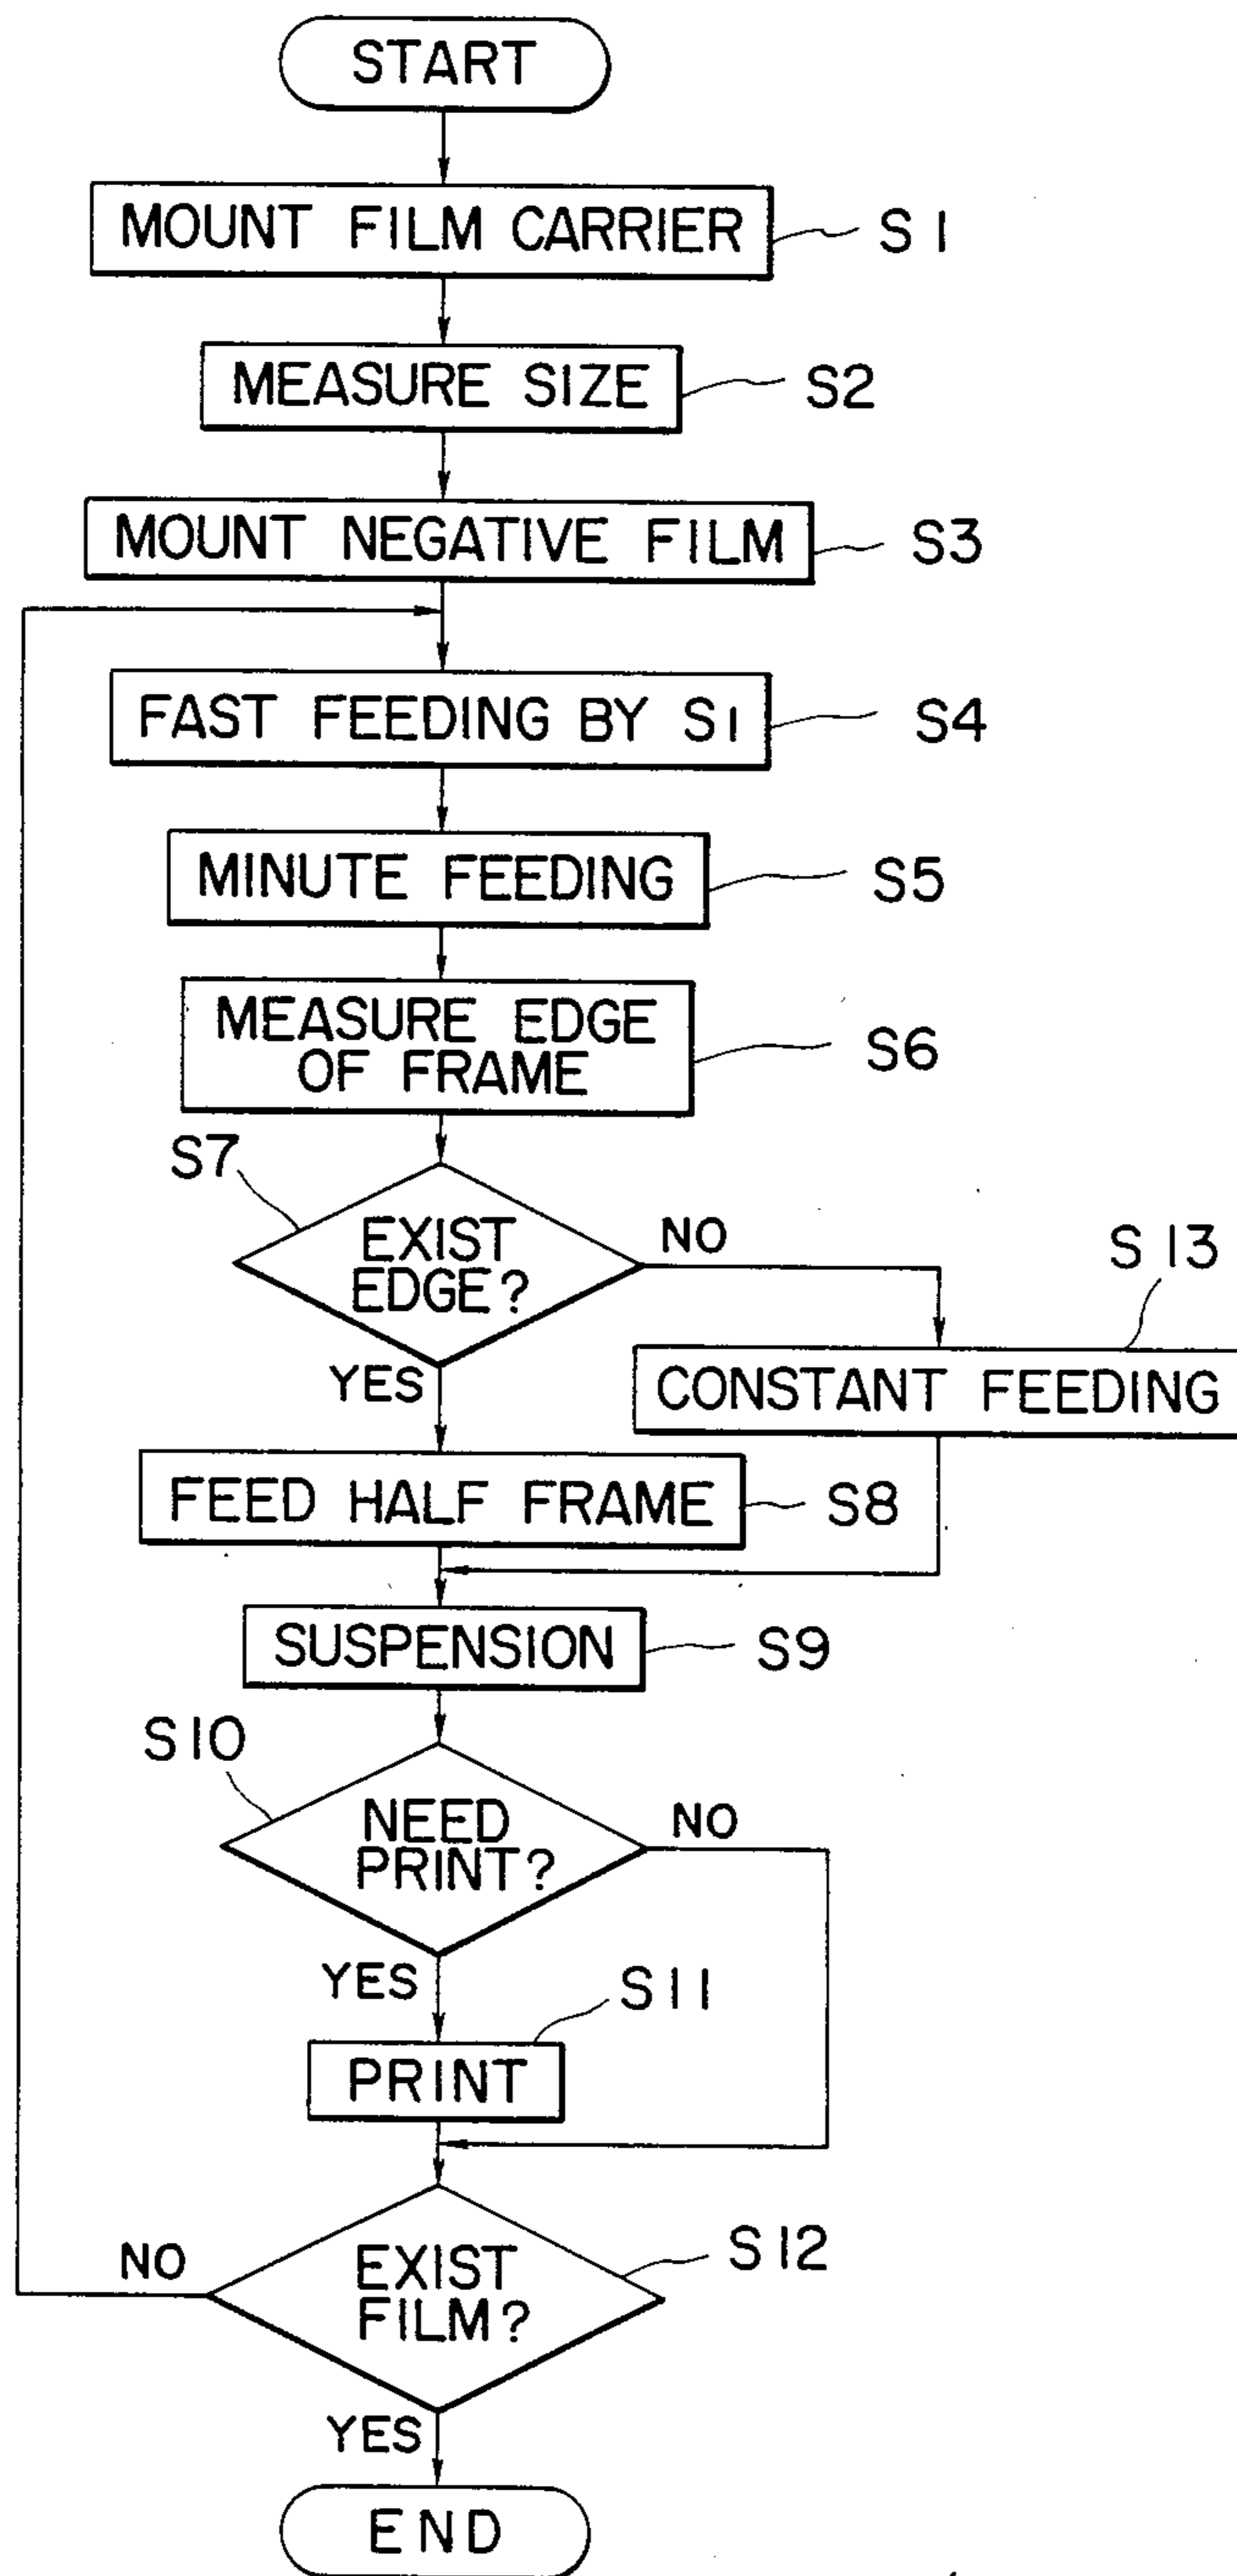 START
MOUNT FILM CARRIER
S1
MEASURE SIZE
S2
MOUNT NEGATIVE FILM
S3
FAST FEEDING BY S1
S4
MINUTE FEEDING
S5
MEASURE EDGE
OF FRAME
S6
S7
EXIST
EDGE?
NO
YES
S13
CONSTANT FEEDING
FEED HALF FRAME
S8
SUSPENSION
S9
S10
NEED
PRINT?
NO
YES
S11
PRINT
EXIST
FILM?
S12
NO
YES
END